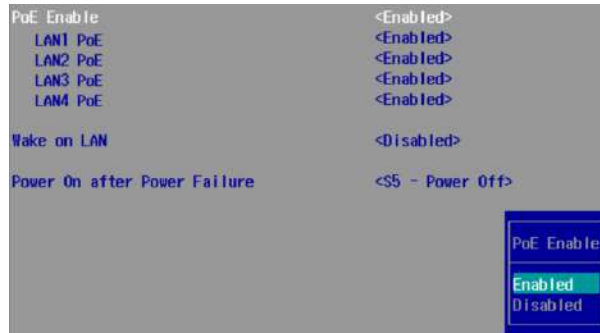 PoE Enable <Enabled>
LAN1 PoE <Enabled>
LAN2 PoE <Enabled>
LAN3 PoE <Enabled>
LAN4 PoE <Enabled>
Wake on LAN <Disabled>
Power On after Power Failure <S5 - Power Off>
PoE Enable
Enabled
Disabled